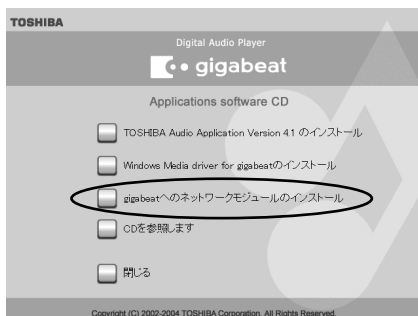 TOSHIBA
Digital Audio Player
gigabeat
Applications software CD
TOSHIBA Audio Application Version 4.1 のインストール
Windows Media driver for gigabeatのインストール
gigabeatへのネットワークモジュールのインストール
CDを参照します
閉じる
Copyright (C) 2002-2004 TOSHIBA Corporation. All Rights Reserved.